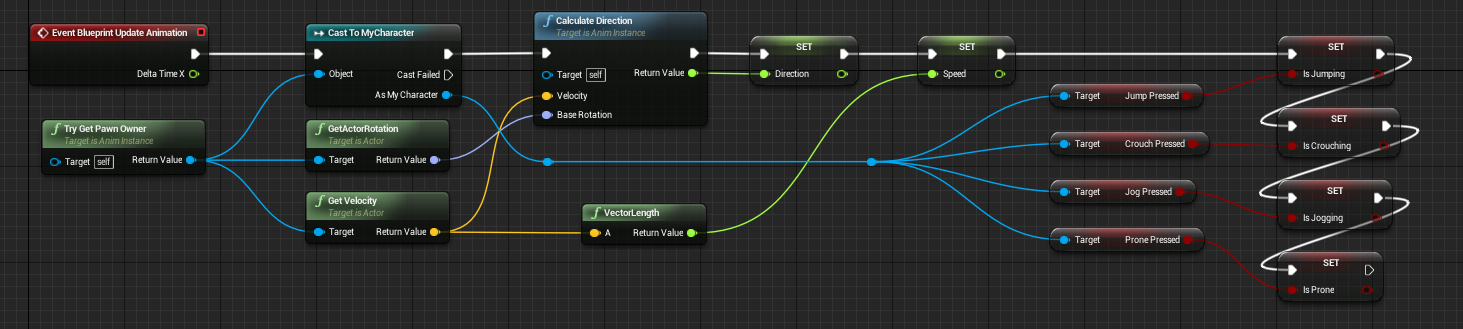 Event Blueprint Update Animation
Delta Time X
Try Get Pawn Owner
Target is Anim Instance
Target self
Return Value
Cast To MyCharacter
Object
Cast Failed
As My Character
GetActorRotation
Target is Actor
Target
Return Value
Get Velocity
Target is Actor
Target
Return Value
Calculate Direction
Target is Anim Instance
Target self
Return Value
Velocity
Base Rotation
VectorLength
A
Return Value
SET
Direction
SET
Speed
Target
Jump Pressed
Target
Crouch Pressed
Target
Jog Pressed
Target
Prone Pressed
SET
Is Jumping
SET
Is Crouching
SET
Is Jogging
SET
Is Prone